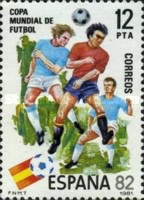 COPA
MUNDIAL DE
FUTBOL
12
PTA
CORREOS
F.N.M.T.
ESPAÑA 82
1981